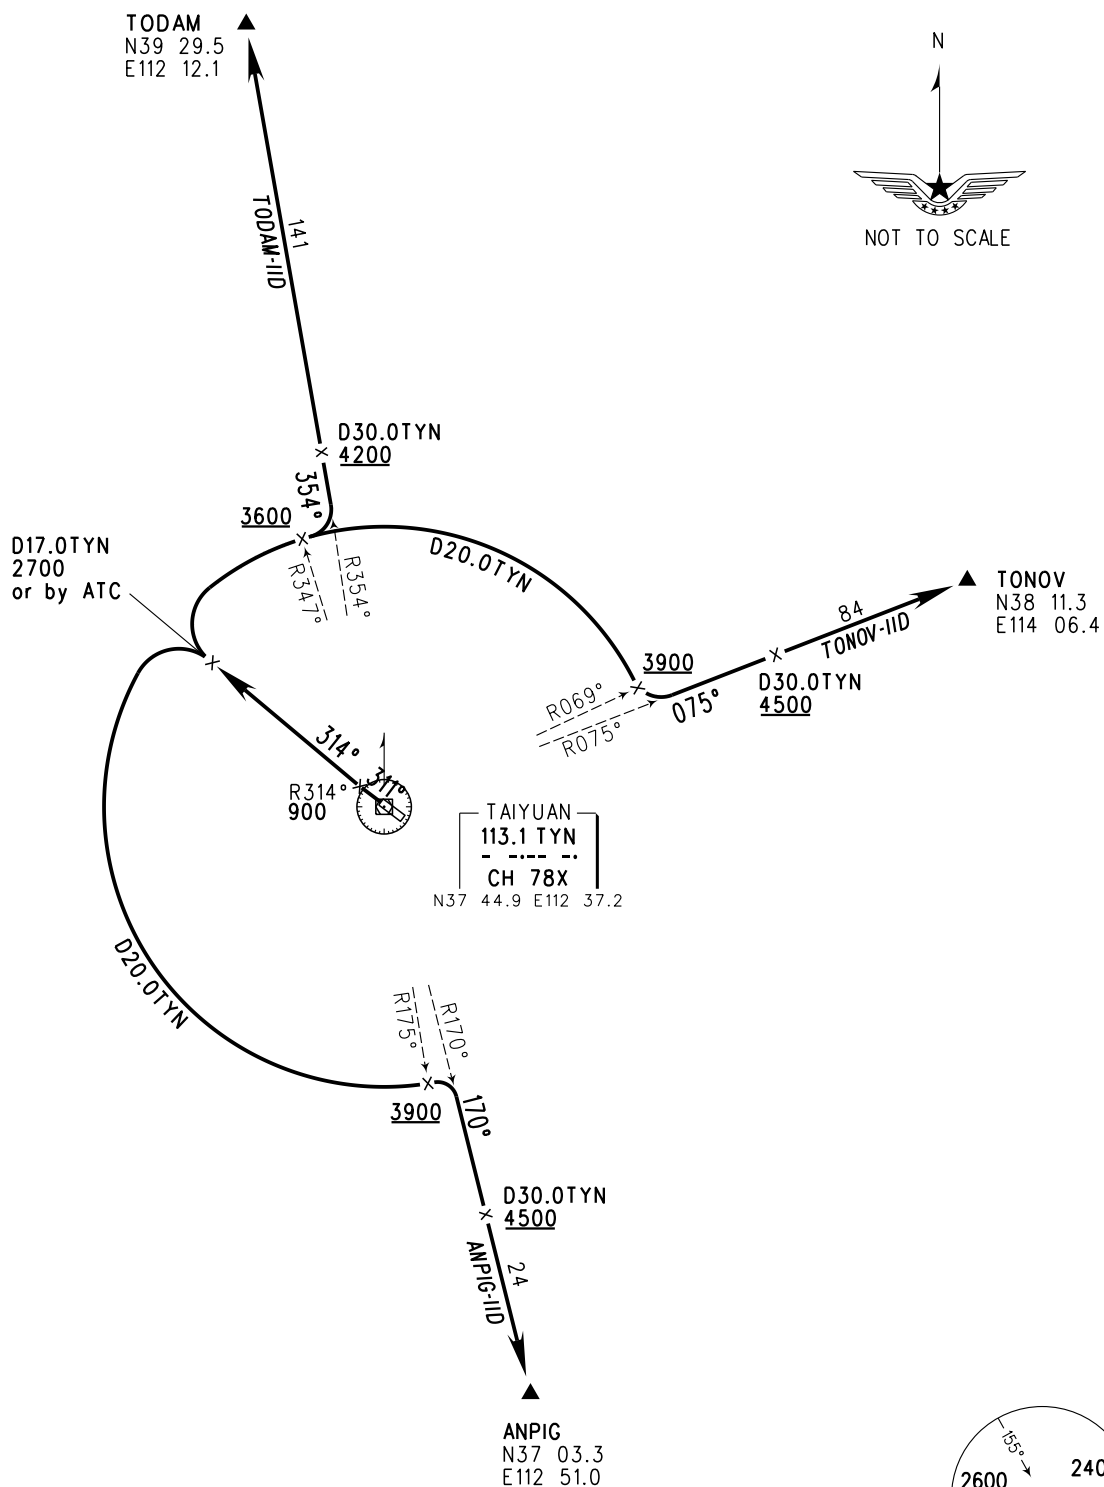 TODAM
N39 29.5
E112 12.1
N
NOT TO SCALE
141
TODAM-11D
D30.0TYN
4200
354°
3600
D17.0TYN
2700
or by ATC
R347°
R354°
D20.0TYN
TONOV
N38 11.3
E114 06.4
84
TONOV-11D
3900
D30.0TYN
4500
R069°
R075°
075°
314°
311°
R314°
900
TAIYUAN
113.1 TYN
CH 78X
N37 44.9 E112 37.2
D20.0TYN
R175°
R170°
3900
170°
D30.0TYN
4500
24
ANPIG-11D
ANPIG
N37 03.3
E112 51.0
155°
2600
240